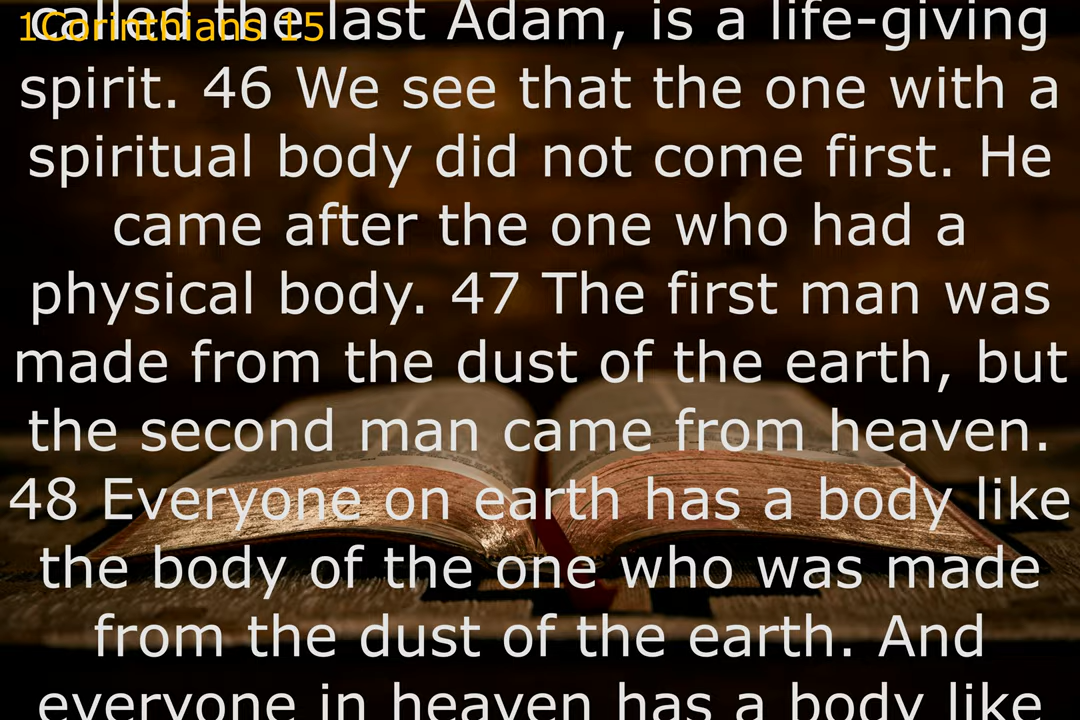 1Corinthians 15
called the last Adam, is a life-giving
spirit. 46 We see that the one with a
spiritual body did not come first. He
came after the one who had a
physical body. 47 The first man was
made from the dust of the earth, but
the second man came from heaven.
48 Everyone on earth has a body like
the body of the one who was made
from the dust of the earth. And
everyone in heaven has a body like